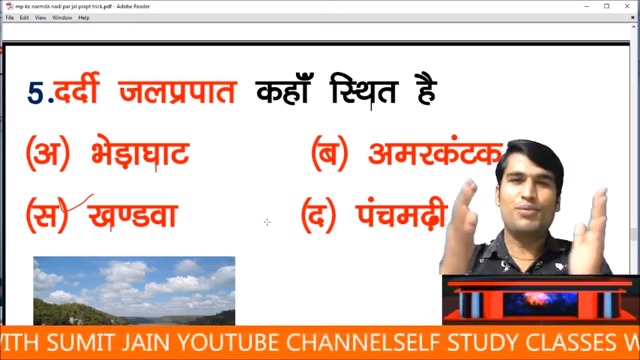 mp ke naemda nadi par jal prapt trick.pdf - Adobe Reader
File Edit View Window Help
5. दर्दी जलप्रपात कहाँ स्थित है
(अ) भेड़ाघाट (ब) अमरकंटक
(स) खण्डवा (द) पंचमढ़ी
WITH SUMIT JAIN YOUTUBE CHANNELSELF STUDY CLASSES W